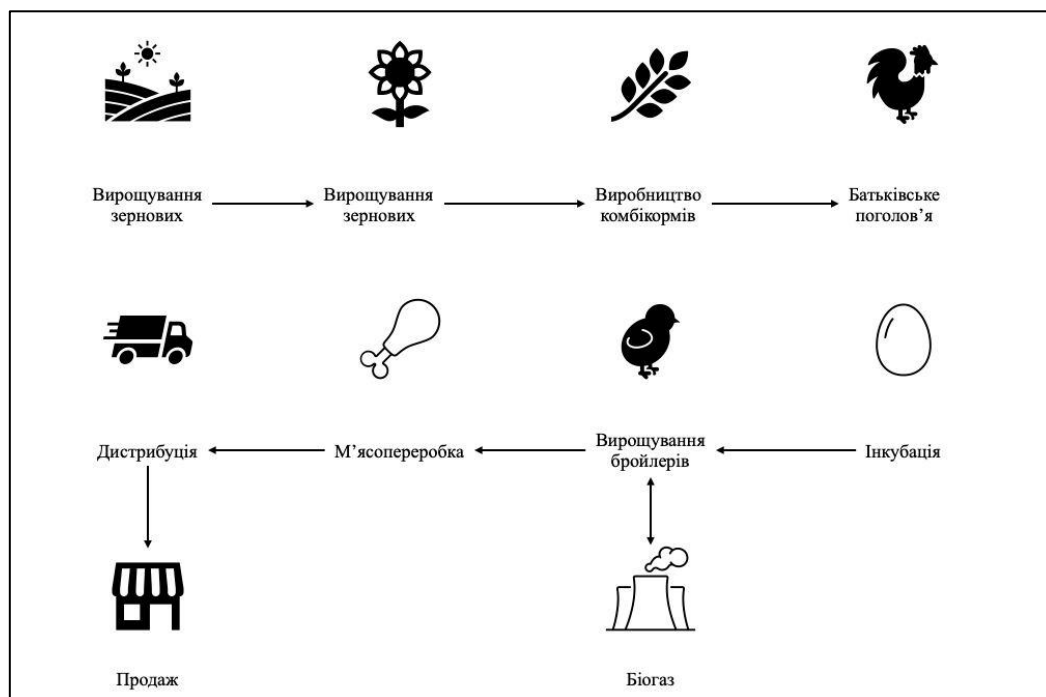 Вирощування
зернових
Вирощування
зернових
Виробництво
комбікормів
Батьківське
поголов’я
Дистрибуція
М’ясопереробка
Вирощування
бройлерів
Інкубація
Продаж
Біогаз